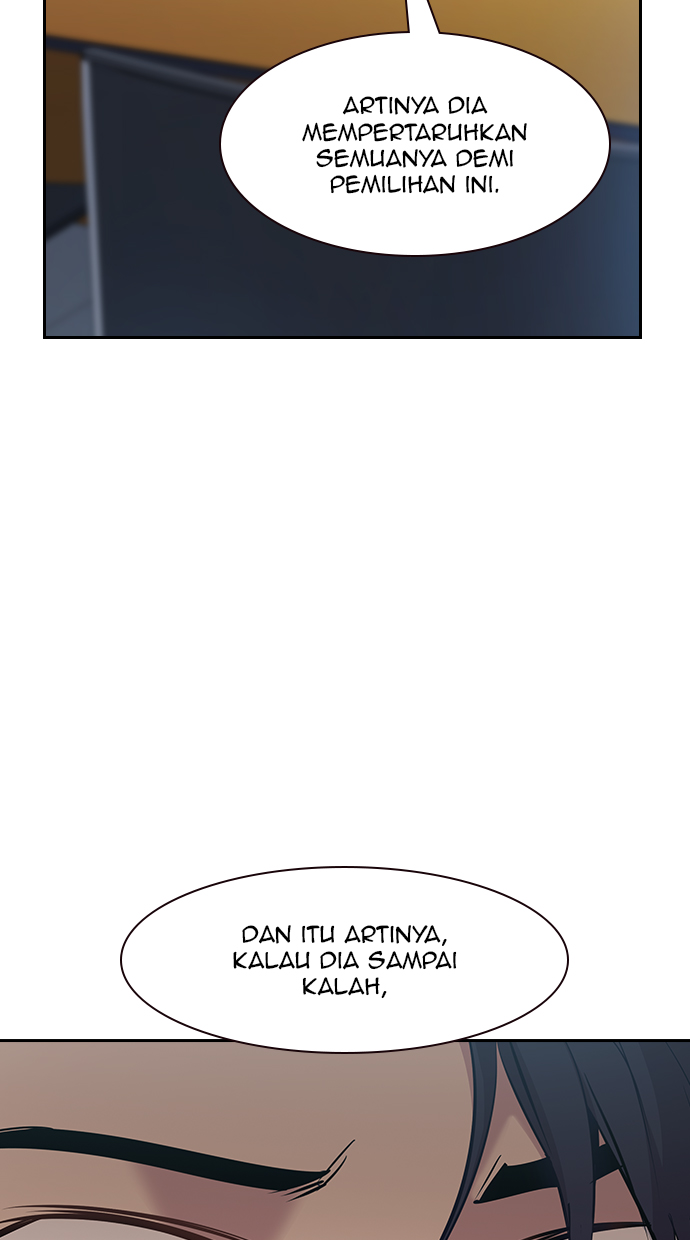 ARTINYA DIA
MEMPERTARUHKAN
SEMUANYA DEMI
PEMILIHAN INI.
DAN ITU ARTINYA,
KALAU DIA SAMPAI
KALAH,